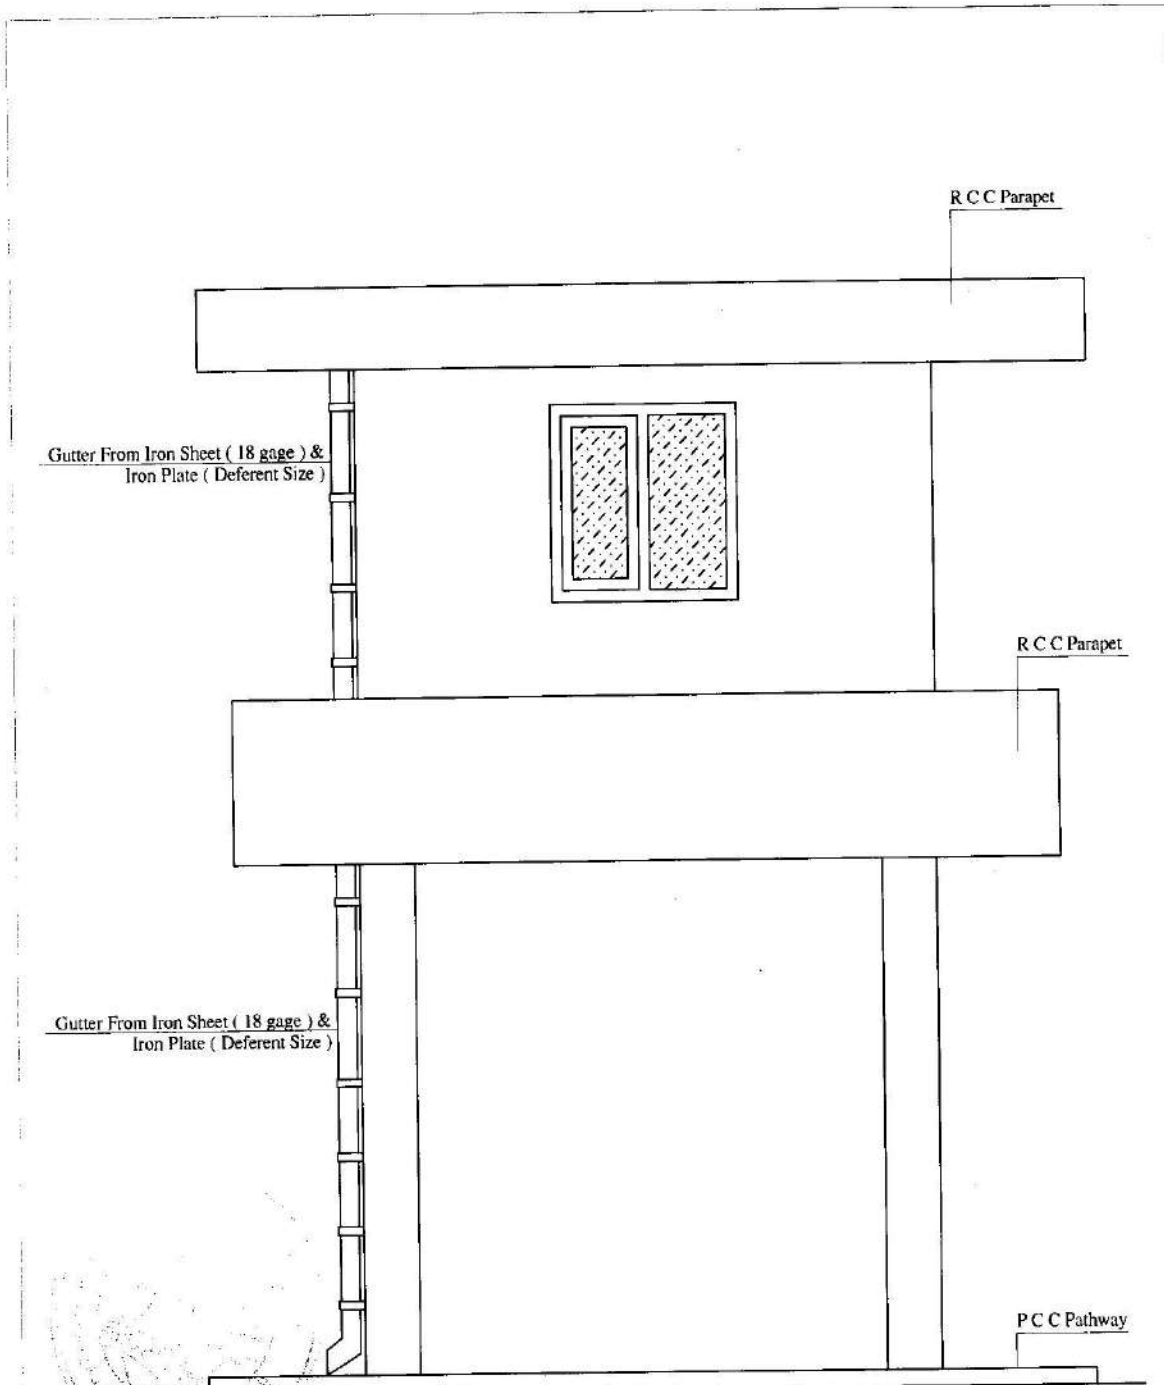 R C C Parapet
Gutter From Iron Sheet ( 18 gage ) &
Iron Plate ( Deferent Size )
R C C Parapet
Gutter From Iron Sheet ( 18 gage ) &
Iron Plate ( Deferent Size )
P C C Pathway